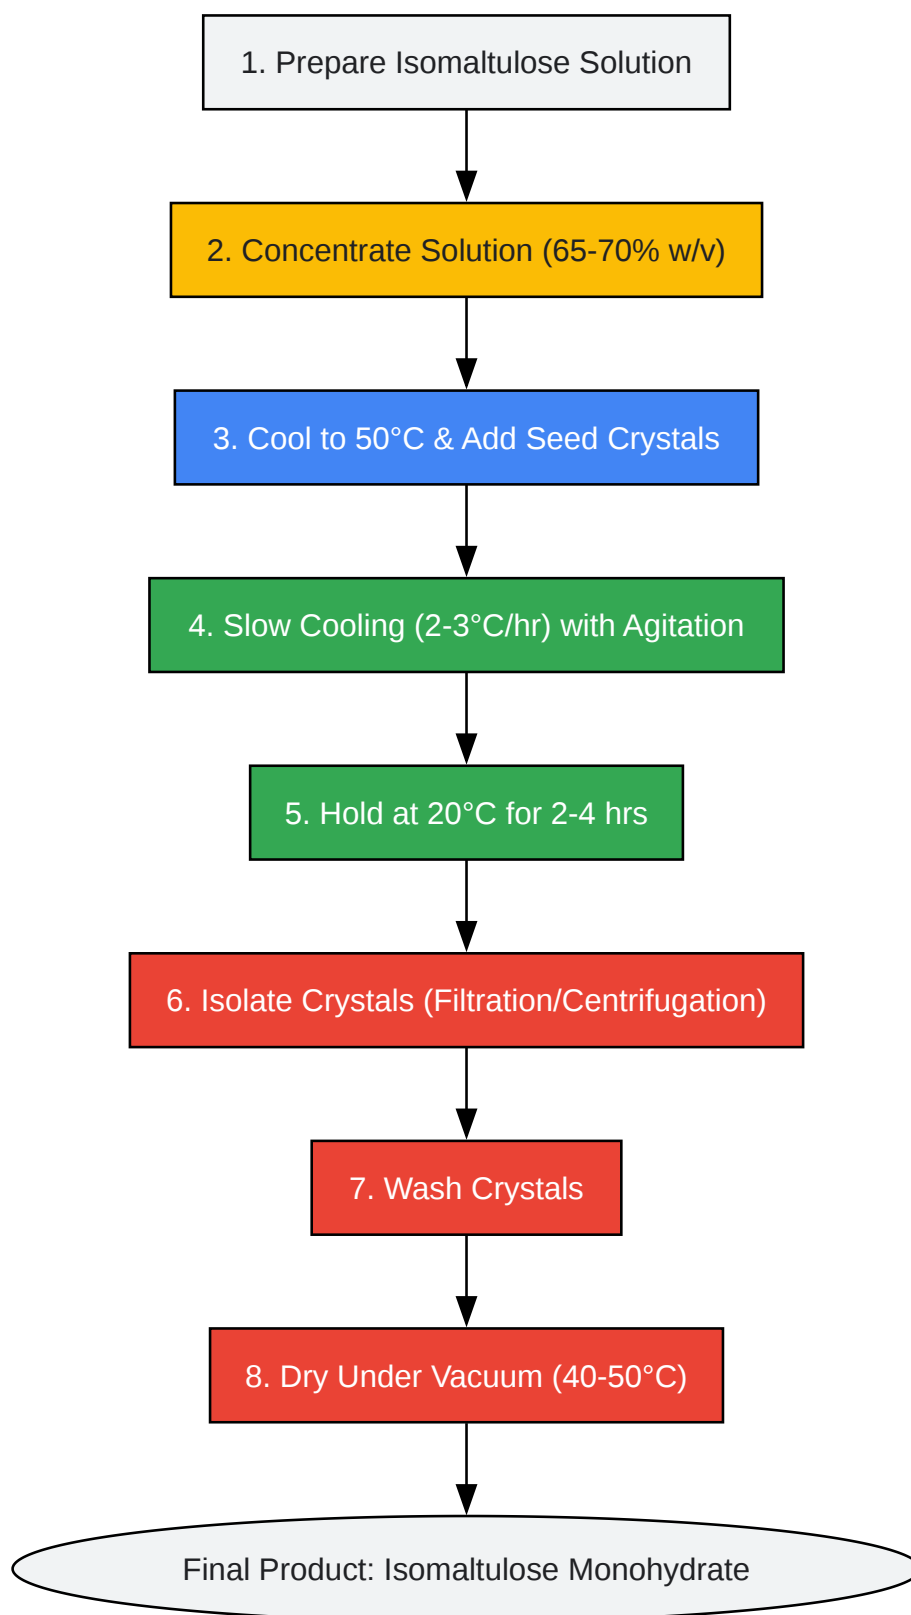 1. Prepare Isomaltulose Solution
2. Concentrate Solution (65-70% w/v)
3. Cool to 50°C & Add Seed Crystals
4. Slow Cooling (2-3°C/hr) with Agitation
5. Hold at 20°C for 2-4 hrs
6. Isolate Crystals (Filtration/Centrifugation)
7. Wash Crystals
8. Dry Under Vacuum (40-50°C)
Final Product: Isomaltulose Monohydrate